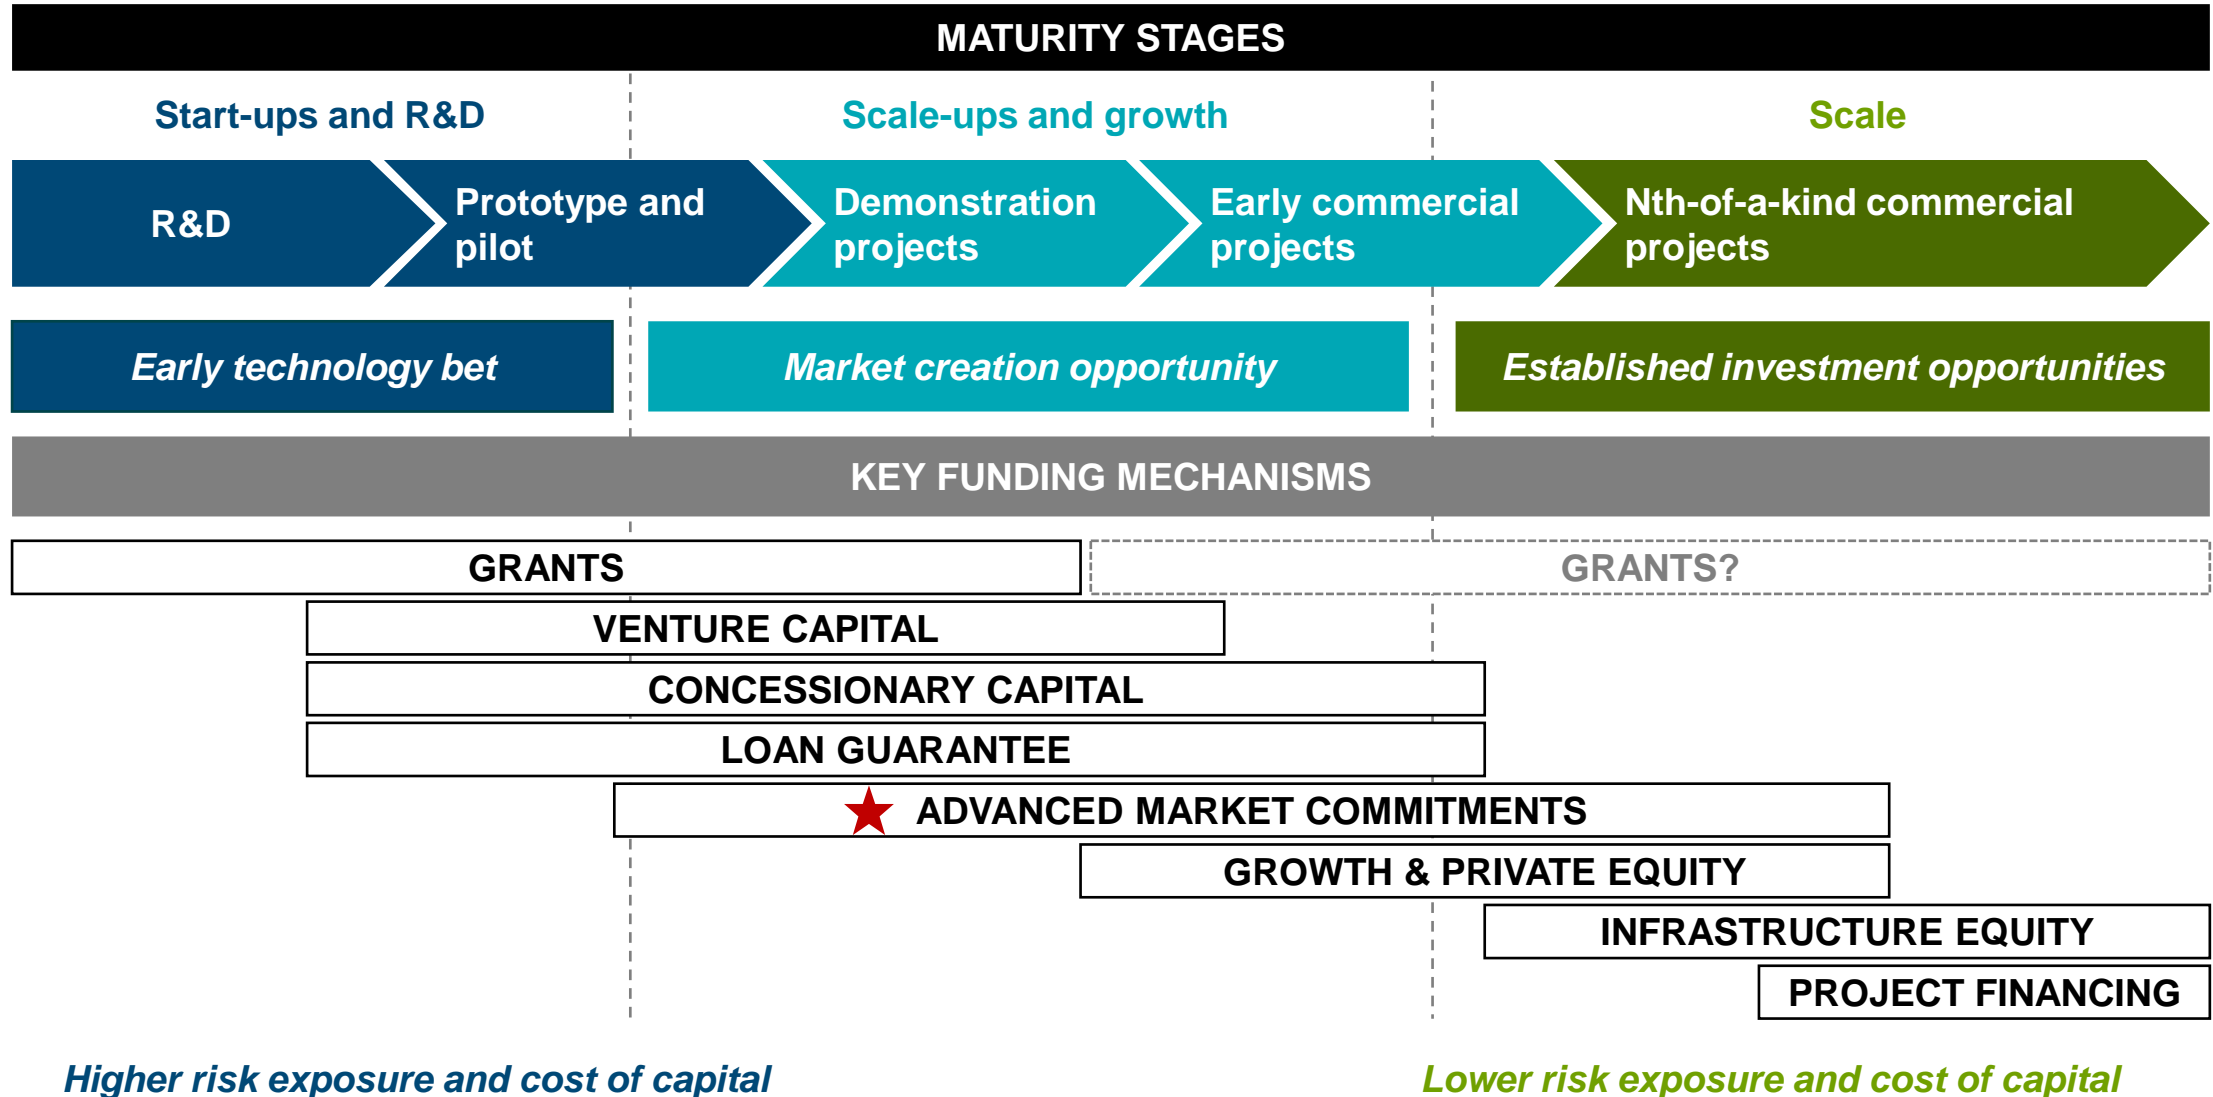 MATURITY STAGES
Start-ups and R&D
Scale-ups and growth
Scale
R&D
Prototype and
pilot
Demonstration
projects
Early commercial
projects
Nth-of-a-kind commercial
projects
Early technology bet
Market creation opportunity
Established investment opportunities
KEY FUNDING MECHANISMS
GRANTS
GRANTS?
VENTURE CAPITAL
CONCESSIONARY CAPITAL
LOAN GUARANTEE
ADVANCED MARKET COMMITMENTS
GROWTH & PRIVATE EQUITY
INFRASTRUCTURE EQUITY
PROJECT FINANCING
Higher risk exposure and cost of capital
Lower risk exposure and cost of capital